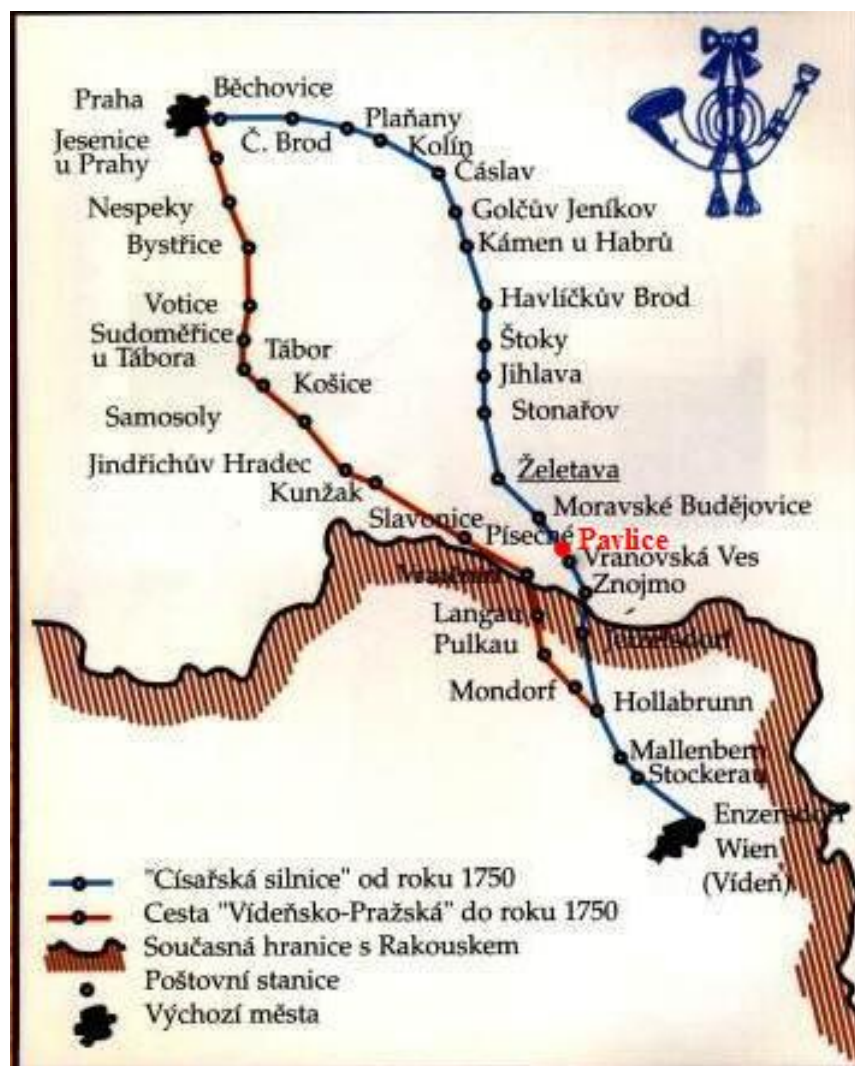 Praha
Běchovice
Jesenice
u Prahy
Č. Brod
Plaňany
Kolín
Čáslav
Nespeky
Golčův Jeníkov
Bystřice
Kámen u Habrů
Votice
Havlíčkův Brod
Sudoměřice
u Tábora
Tábor
Štoky
Košice
Jihlava
Samosoly
Stonařov
Jindřichův Hradec
Želetava
Kunžak
Moravské Budějovice
Slavonice
Písečné
Pavlice
Vranovská Ves
Znojmo
Langau
Jetzelsdorf
Pulkau
Mondorf
Hollabrunn
Mallenbern
Stockerau
Enzersdorf
Wien
(Vídeň)
"Císařská silnice" od roku 1750
Cesta "Vídeňsko-Pražská" do roku 1750
Současná hranice s Rakouskem
Poštovní stanice
Výchozí města